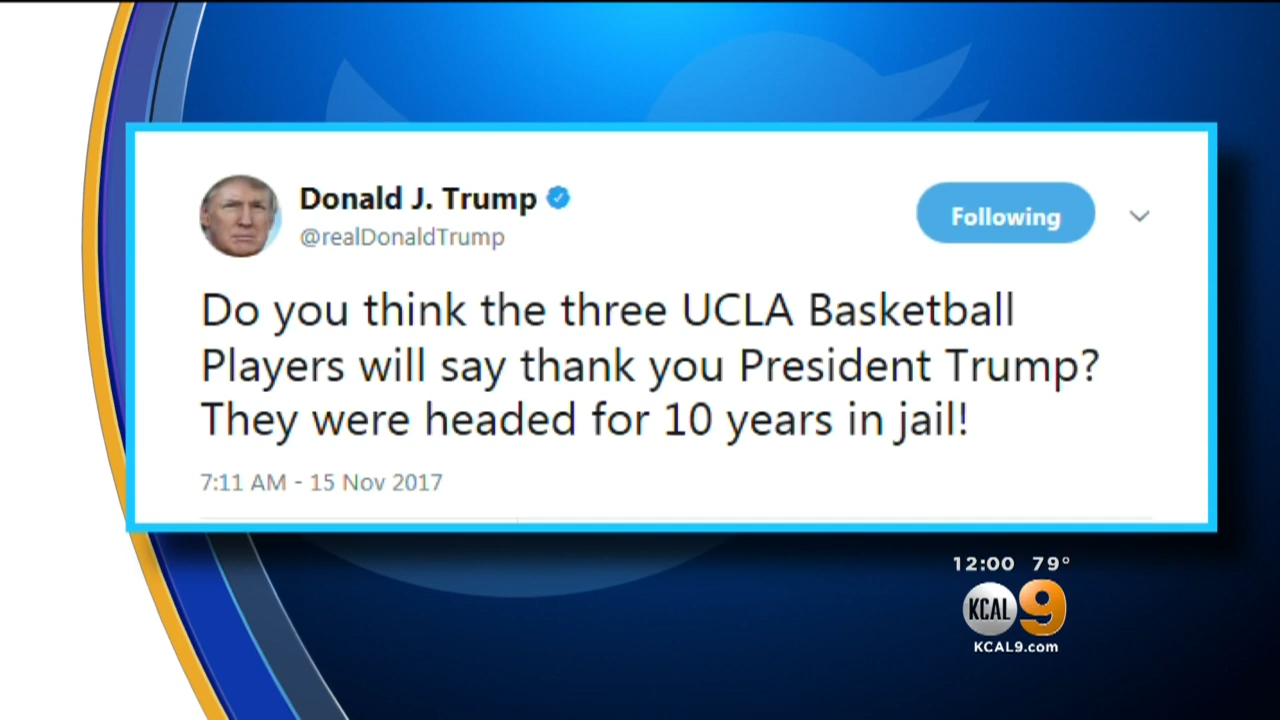 Donald J. Trump
@realDonaldTrump
Following
Do you think the three UCLA Basketball
Players will say thank you President Trump?
They were headed for 10 years in jail!
7:11 AM - 15 Nov 2017
12:00 79°
KCAL 9
KCAL9.com